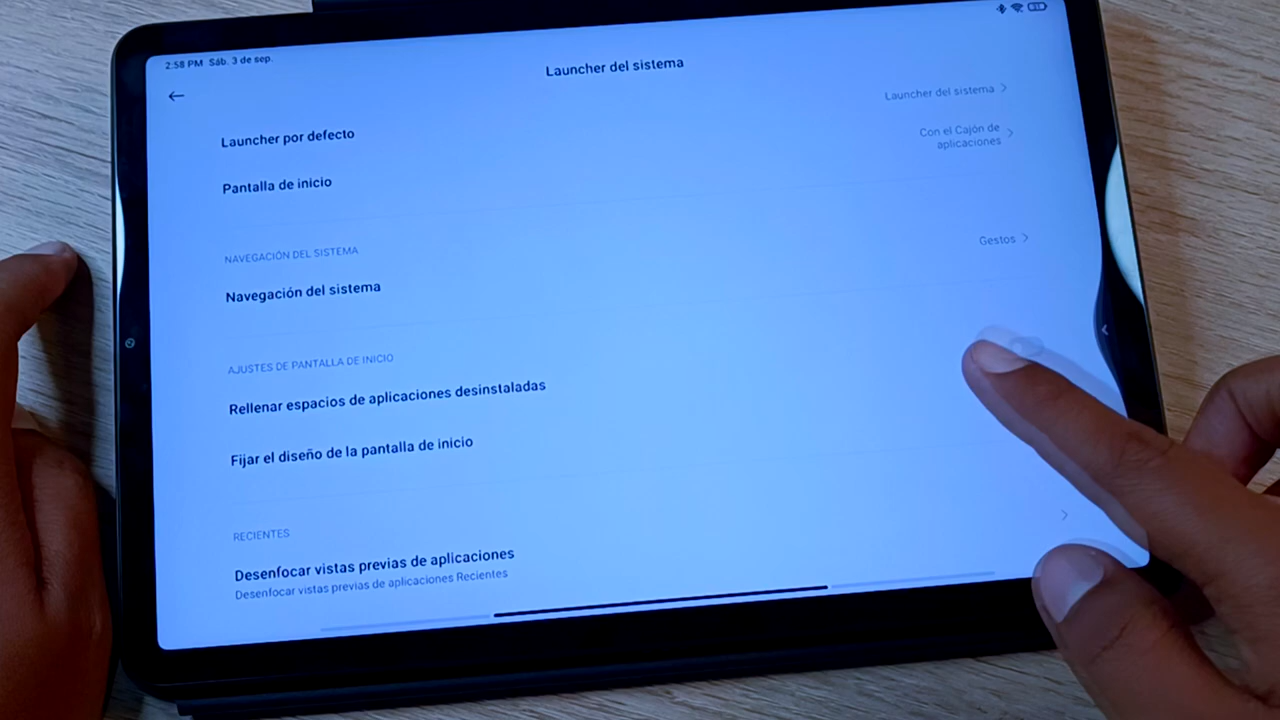 2:58 PM Sáb. 3 de sep.
Launcher del sistema
Launcher por defecto
Launcher del sistema
Pantalla de inicio
Con el Cajón de
aplicaciones
NAVEGACIÓN DEL SISTEMA
Navegación del sistema
Gestos
AJUSTES DE PANTALLA DE INICIO
Rellenar espacios de aplicaciones desinstaladas
Fijar el diseño de la pantalla de inicio
RECIENTES
Desenfocar vistas previas de aplicaciones
Desenfocar vistas previas de aplicaciones Recientes